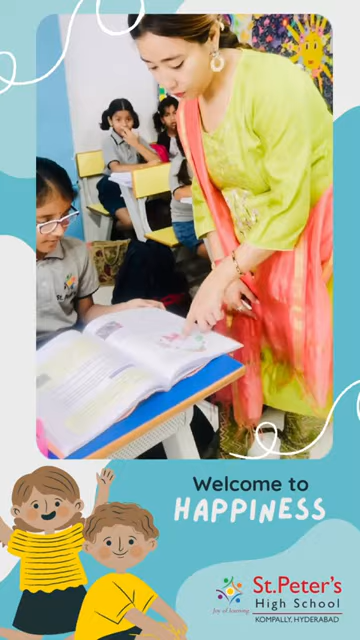 Welcome to
HAPPINESS
Joy of learning
St.Peter's
High School
KOMPALLY, HYDERABAD